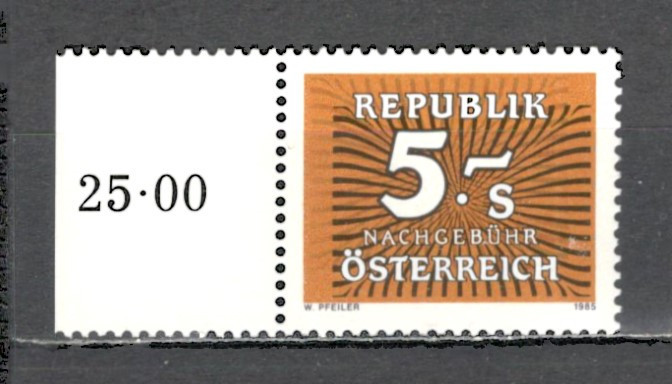 25·00
REPUBLIK
5.–s
NACHGEBÜHR
ÖSTERREICH
W. PFEILER 1985